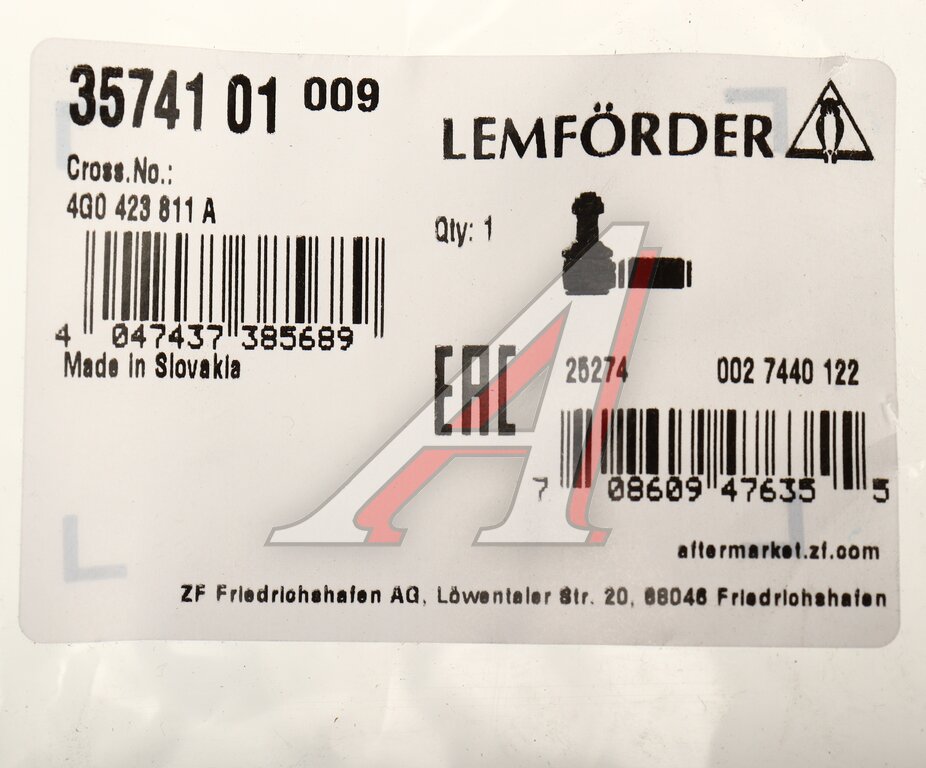 35741 01 009
LEMFÖRDER
Cross.No.:
4G0 423 811 A
Qty: 1
4 047437 385689
Made in Slovakia
EAC
25274 002 7440 122
7 08609 47635 5
aftermarket.zf.com
ZF Friedrichshafen AG, Löwentaler Str. 20, 88046 Friedrichshafen